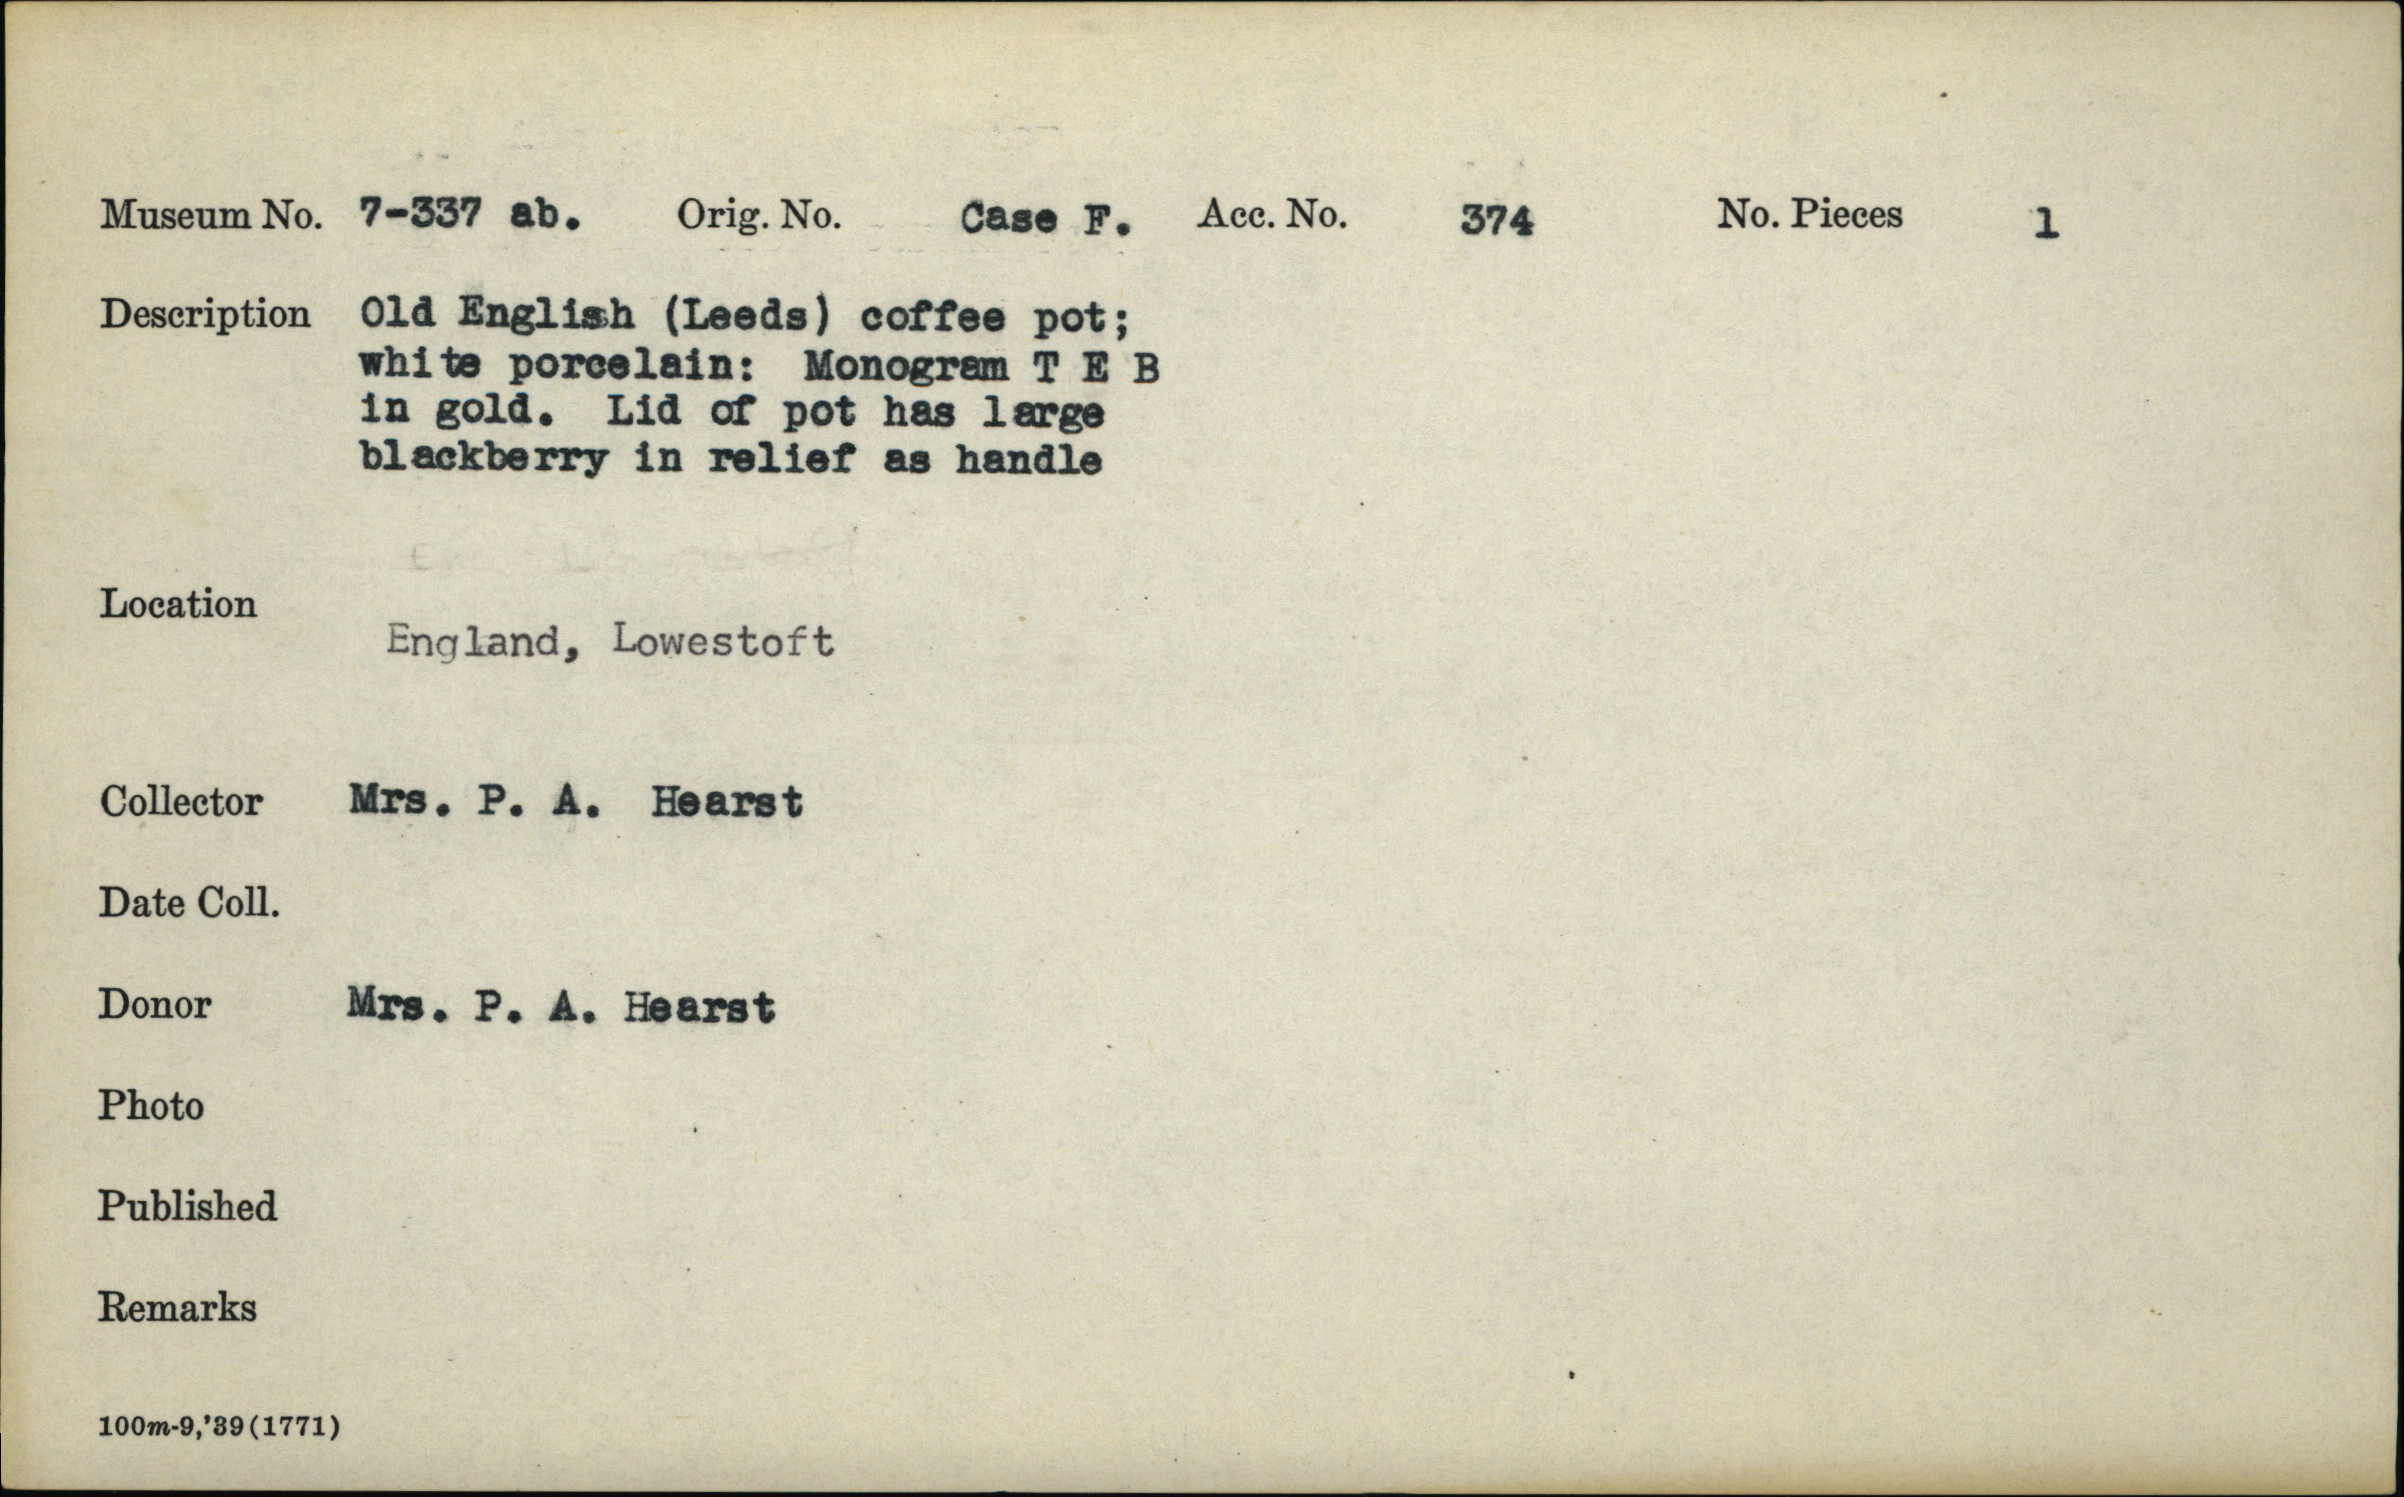 Museum No. 7-337 ab. Orig. No. Case F. Acc. No. 374 No. Pieces 1
Description Old English (Leeds) coffee pot;
white porcelain: Monogram T E B
in gold. Lid of pot has large
blackberry in relief as handle
Location
England, Lowestoft
Collector Mrs. P. A. Hearst
Date Coll.
Donor Mrs. P. A. Hearst
Photo
Published
Remarks
100m-9,'39(1771)